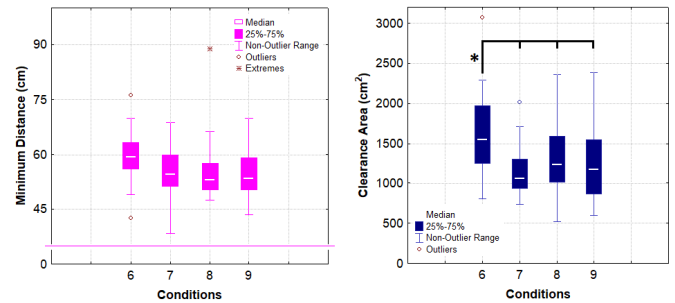 90
75
60
45
0
Minimum Distance (cm)
Median
25%-75%
Non-Outlier Range
Outliers
Extremes
6 7 8 9
Conditions
3000
2500
2000
1500
1000
500
0
Clearance Area (cm²)
*
Median
25%-75%
Non-Outlier Range
Outliers
6 7 8 9
Conditions